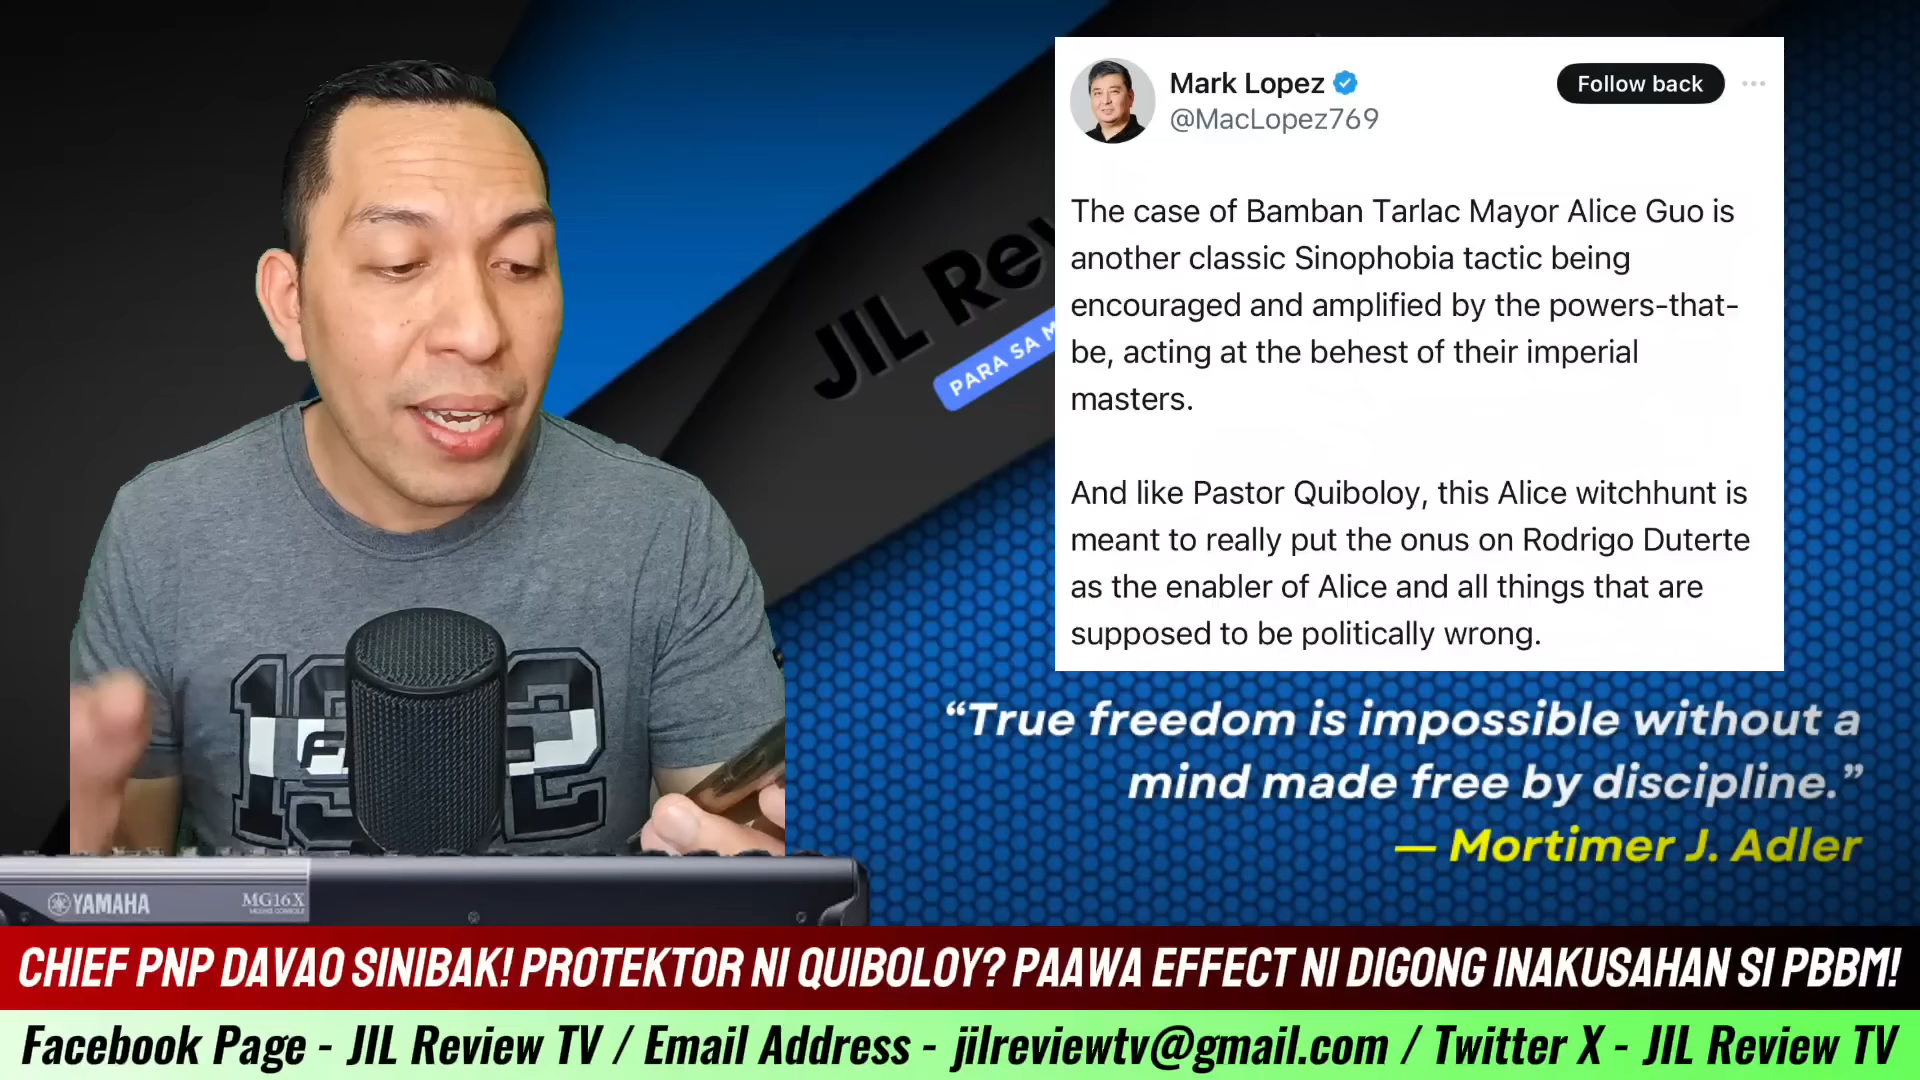 Mark Lopez
@MacLopez769
Follow back
The case of Bamban Tarlac Mayor Alice Guo is
another classic Sinophobia tactic being
encouraged and amplified by the powers-that-
be, acting at the behest of their imperial
masters.
And like Pastor Quiboloy, this Alice witchhunt is
meant to really put the onus on Rodrigo Duterte
as the enabler of Alice and all things that are
supposed to be politically wrong.
JIL Rev
PARA SA M
“True freedom is impossible without a
mind made free by discipline.”
— Mortimer J. Adler
YAMAHA
MG16X
MIXING CONSOLE
CHIEF PNP DAVAO SINIBAK! PROTEKTOR NI QUIBOLOY? PAAWA EFFECT NI DIGONG INAKUSAHAN SI PBBM!
Facebook Page - JIL Review TV / Email Address - jilreviewtv@gmail.com / Twitter X - JIL Review TV